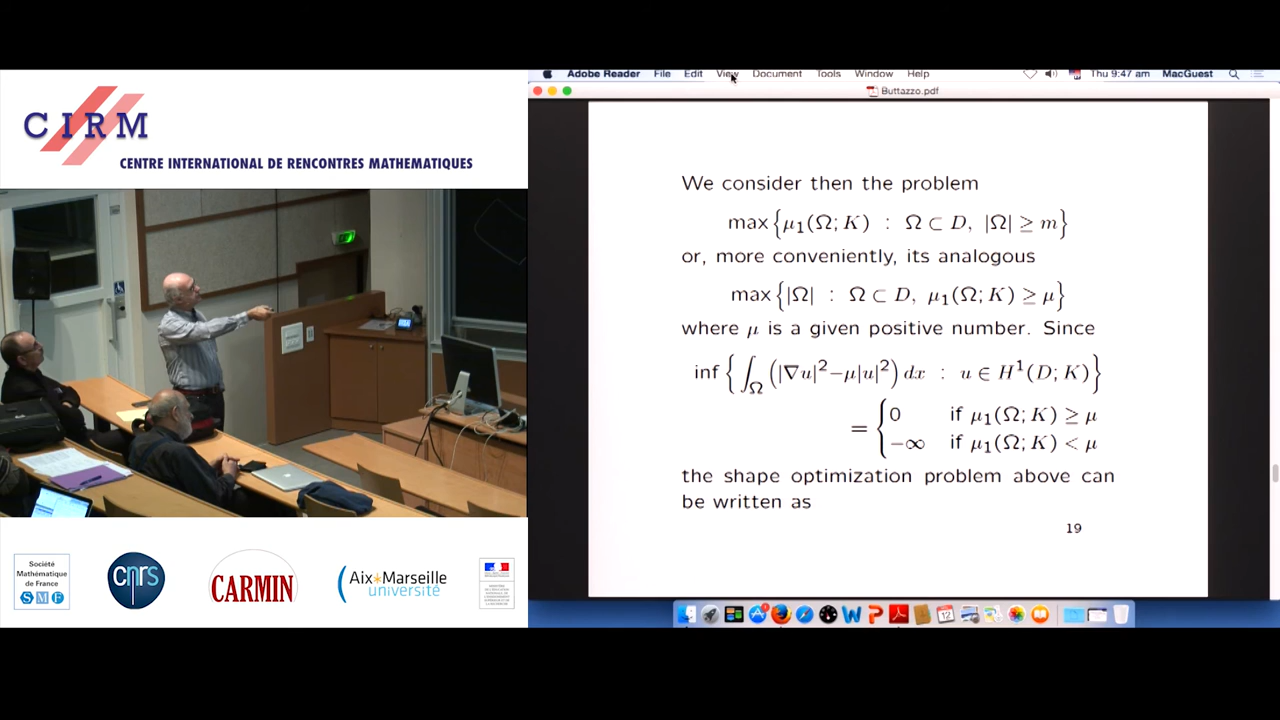 CIRM
CENTRE INTERNATIONAL DE RENCONTRES MATHEMATIQUES
Adobe Reader File Edit View Document Tools Window Help Thu 9:47 am MacGuest
Buttazzo.pdf
We consider then the problem
max{μ₁(Ω; K) : Ω ⊂ D, |Ω| ≥ m}
or, more conveniently, its analogous
max{|Ω| : Ω ⊂ D, μ₁(Ω; K) ≥ μ}
where μ is a given positive number. Since
inf {∫_Ω (|∇u|²−μ|u|²) dx : u ∈ H¹(D; K)}
= { 0 if μ₁(Ω; K) ≥ μ
−∞ if μ₁(Ω; K) < μ
the shape optimization problem above can
be written as
19
Société
Mathématique
de France
SMF
cnrs
CARMIN
Aix*Marseille
université